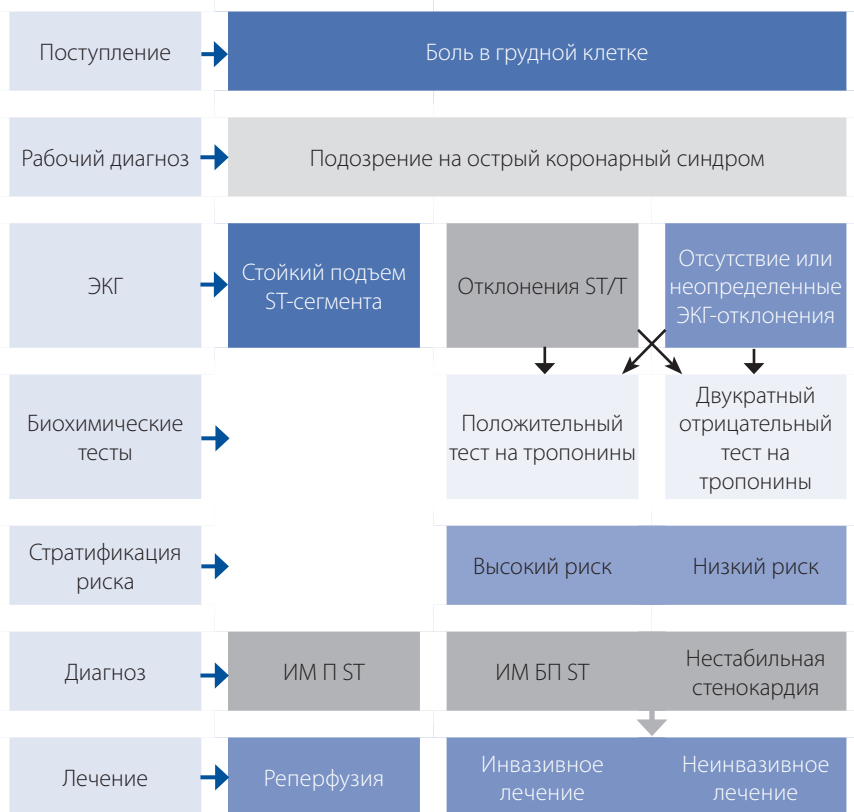 Поступление
Боль в грудной клетке
Рабочий диагноз
Подозрение на острый коронарный синдром
ЭКГ
Стойкий подъем
ST-сегмента
Отклонения ST/T
Отсутствие или
неопределенные
ЭКГ-отклонения
Биохимические
тесты
Положительный
тест на тропонины
Двукратный
отрицательный
тест на
тропонины
Стратификация
риска
Высокий риск
Низкий риск
Диагноз
ИМ П ST
ИМ БП ST
Нестабильная
стенокардия
Лечение
Реперфузия
Инвазивное
лечение
Неинвазивное
лечение